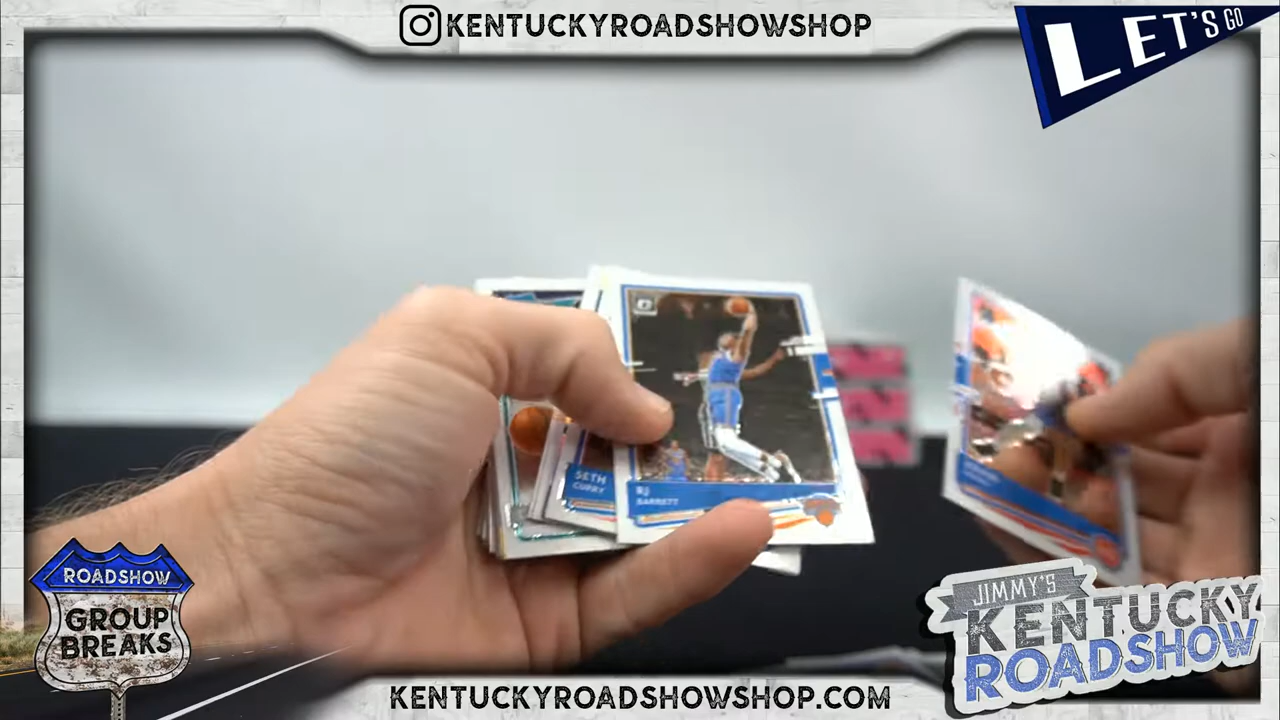 KENTUCKYROADSHOWSHOP
LET'S GO
SETH
CURRY
RJ
BARRETT
ROADSHOW
GROUP
BREAKS
JIMMY'S
KENTUCKY
ROADSHOW
KENTUCKYROADSHOWSHOP.COM